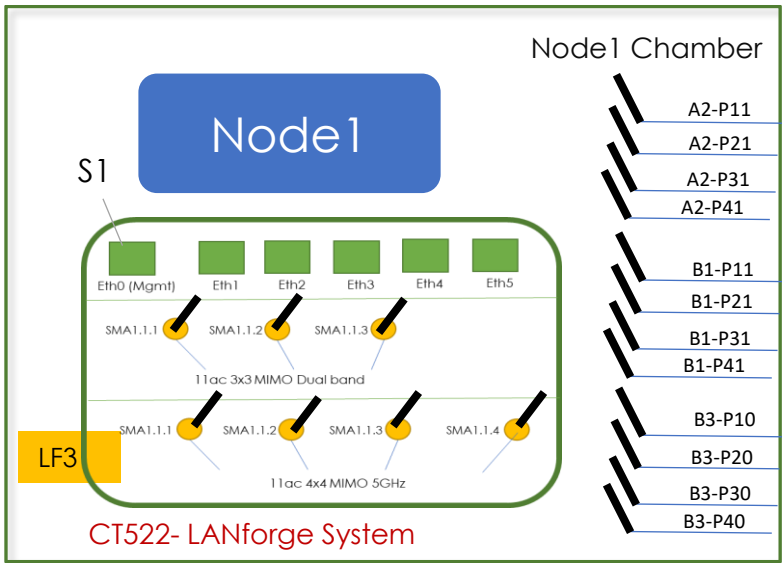 Node1 Chamber
Node1
S1
Eth0 (Mgmt)
Eth1
Eth2
Eth3
Eth4
Eth5
SMA1.1.1
SMA1.1.2
SMA1.1.3
11ac 3x3 MIMO Dual band
SMA1.1.1
SMA1.1.2
SMA1.1.3
SMA1.1.4
11ac 4x4 MIMO 5GHz
LF3
CT522- LANforge System
A2-P11
A2-P21
A2-P31
A2-P41
B1-P11
B1-P21
B1-P31
B1-P41
B3-P10
B3-P20
B3-P30
B3-P40